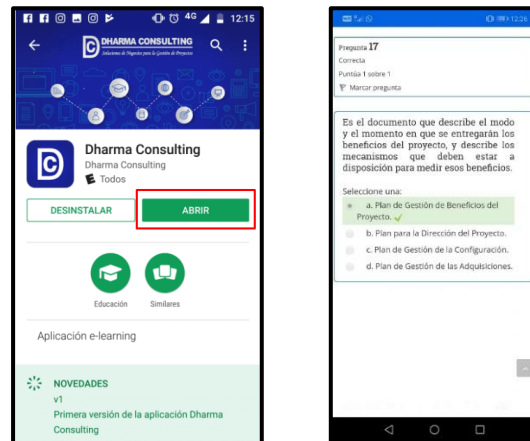 4G 12:15
DHARMA CONSULTING
Soluciones de Negocios para la Gestión de Proyectos
Dharma Consulting
Dharma Consulting
E Todos
DESINSTALAR
ABRIR
Educación
Similares
Aplicación e-learning
NOVEDADES
v1
Primera versión de la aplicación Dharma
Consulting
12:26
Pregunta 17
Correcta
Puntúa 1 sobre 1
Marcar pregunta
Es el documento que describe el modo
y el momento en que se entregarán los
beneficios del proyecto, y describe los
mecanismos que deben estar a
disposición para medir esos beneficios.
Seleccione una:
a. Plan de Gestión de Beneficios del
Proyecto.
b. Plan para la Dirección del Proyecto.
c. Plan de Gestión de la Configuración.
d. Plan de Gestión de las Adquisiciones.